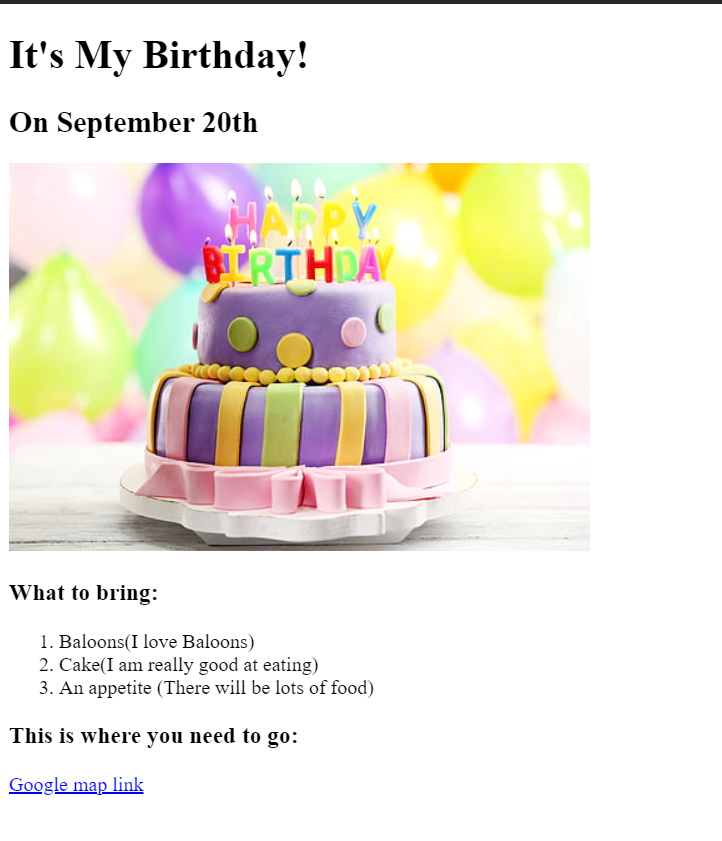 It's My Birthday!
On September 20th
HAPPY
BIRTHDAY
What to bring:
1. Baloons(I love Baloons)
2. Cake(I am really good at eating)
3. An appetite (There will be lots of food)
This is where you need to go:
Google map link